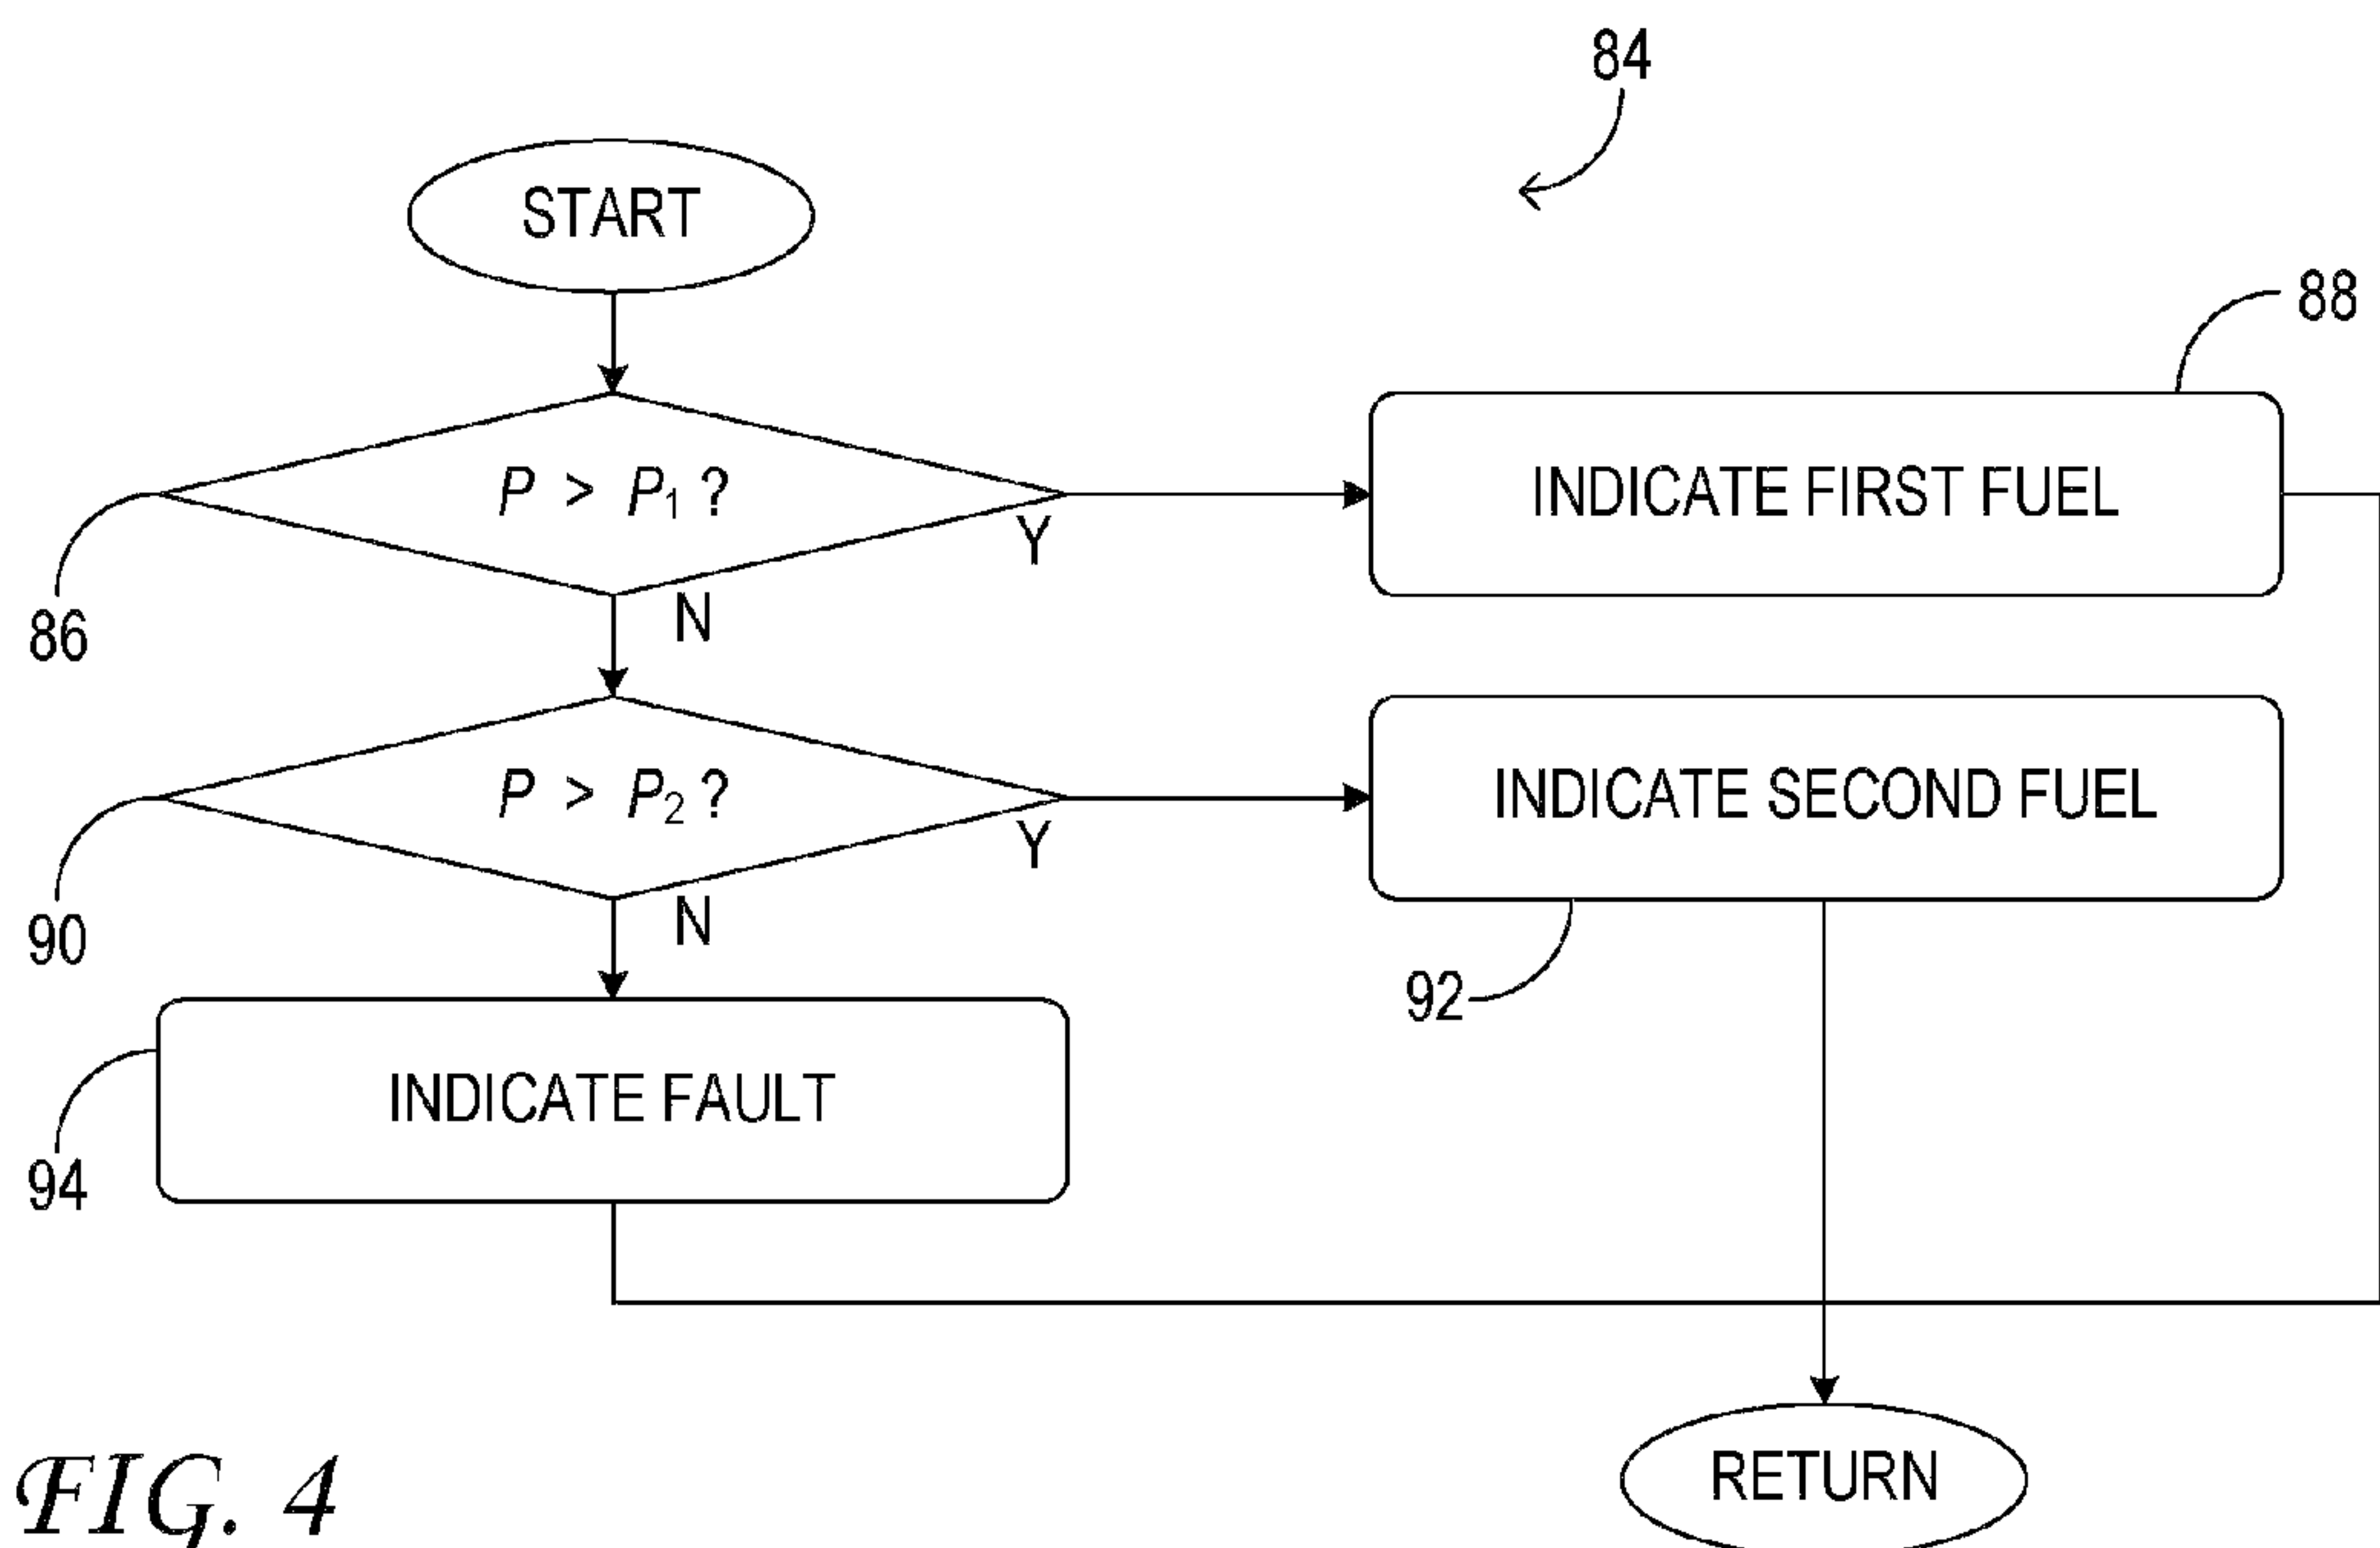 84
START
88
P > P₁ ?
Y
INDICATE FIRST FUEL
86
N
P > P₂ ?
Y
INDICATE SECOND FUEL
90
N
92
INDICATE FAULT
94
RETURN
FIG. 4